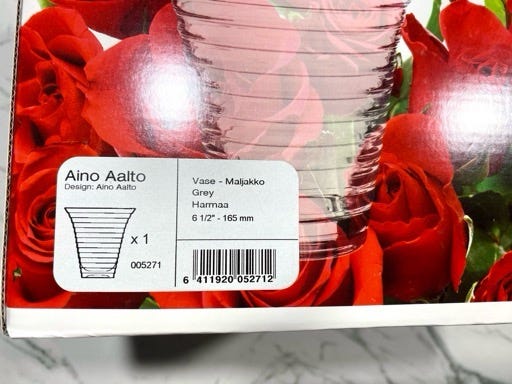 Aino Aalto
Design: Aino Aalto
x 1
005271
Vase - Maljakko
Grey
Harmaa
6 1/2" - 165 mm
6 411920 052712